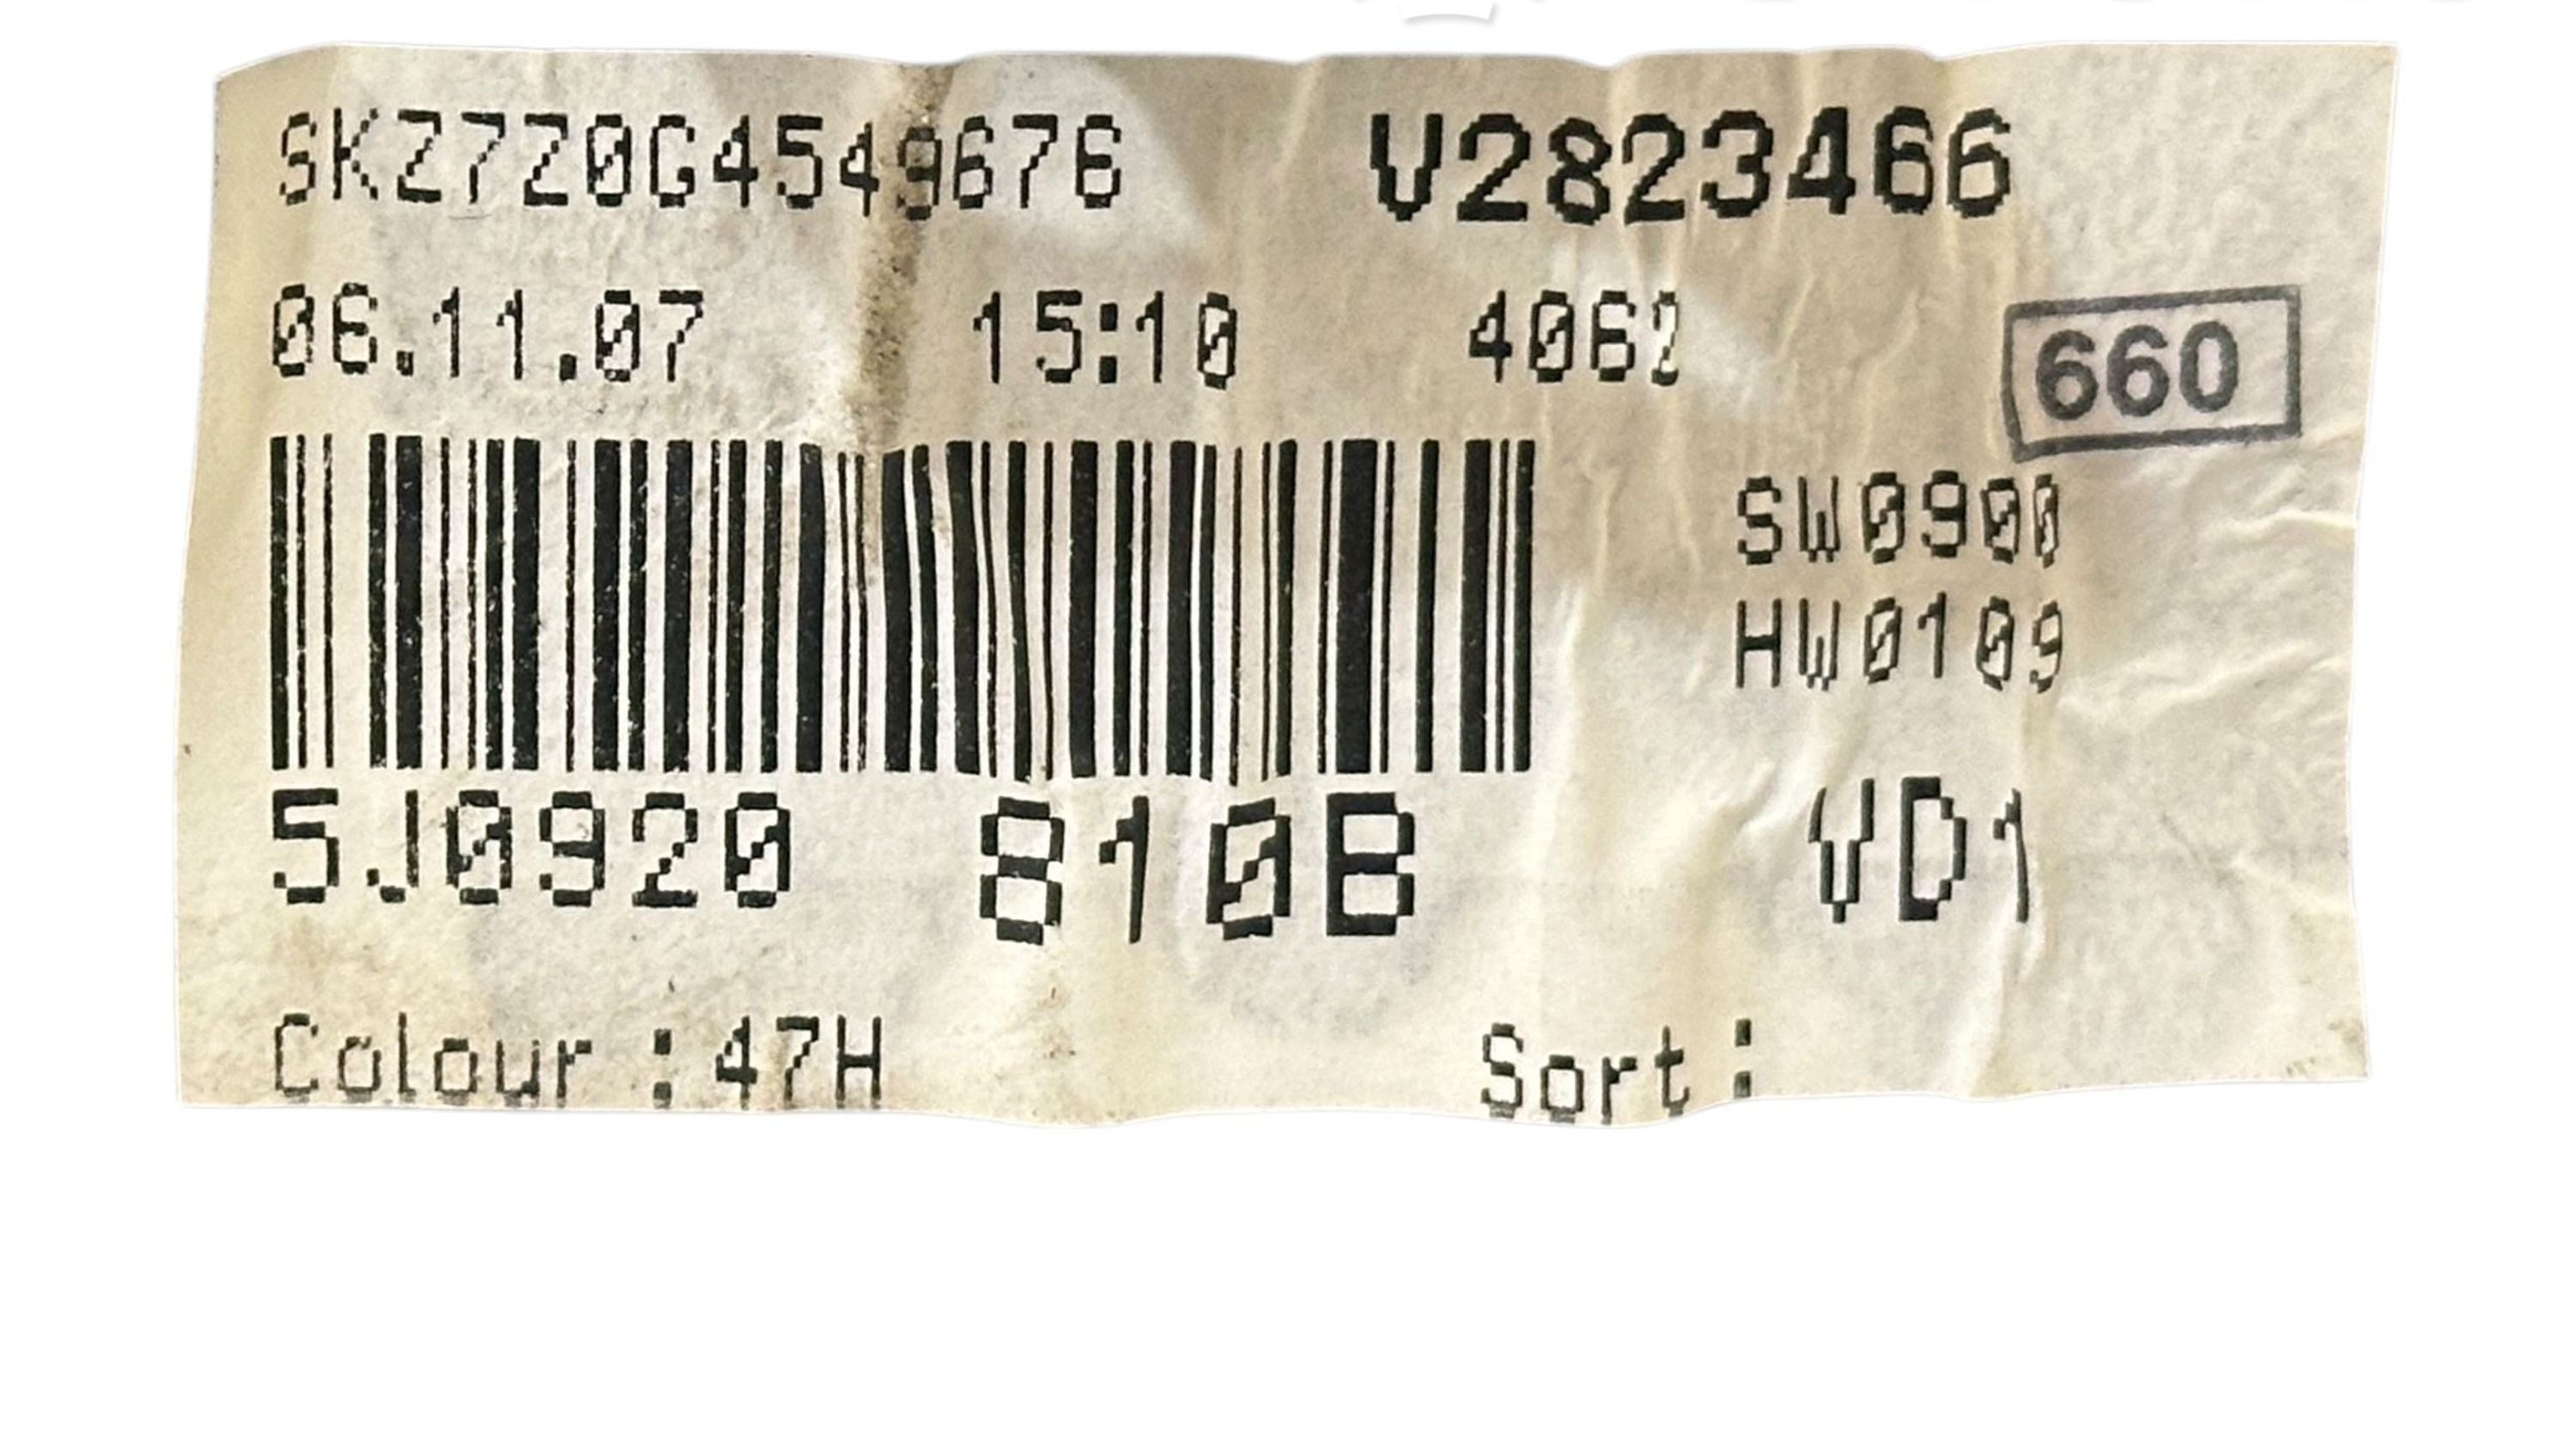 SKZ7Z0G4549676 V2823466
06.11.07 15:10 4062
660
SW0900
HW0109
5J0920 810B VD1
Colour : 47H Sort :